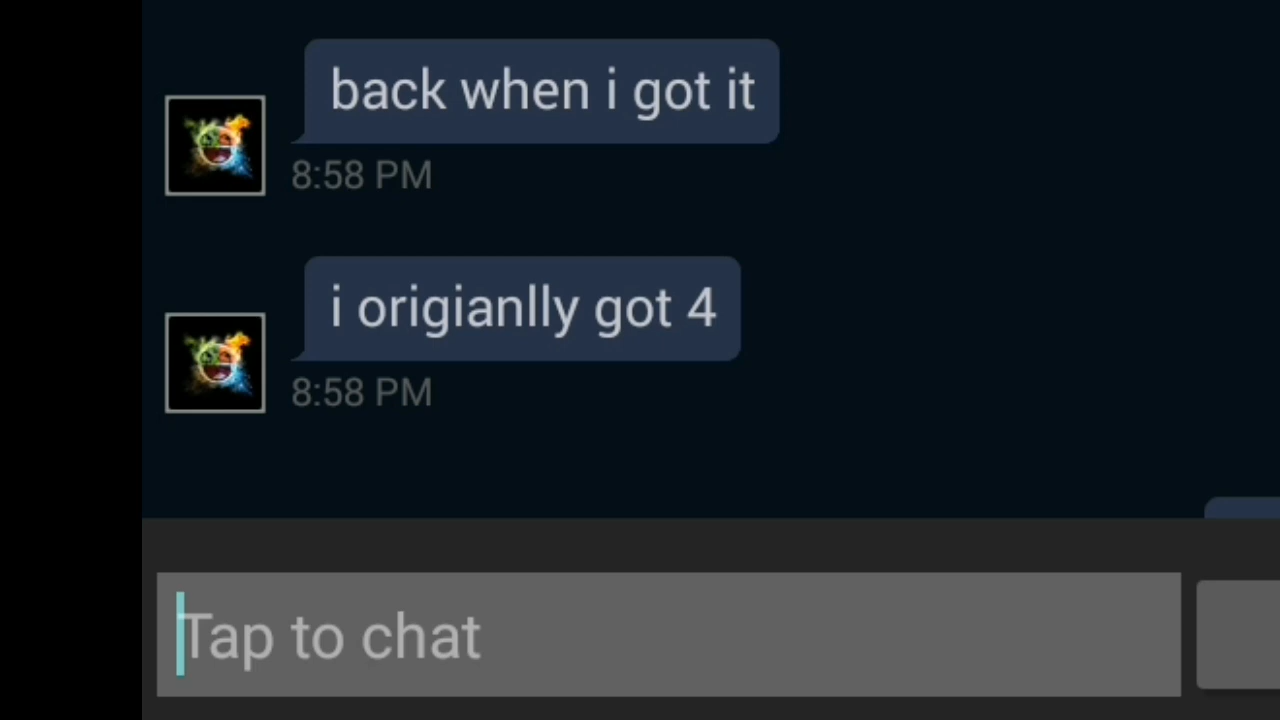 back when i got it
8:58 PM
i origianlly got 4
8:58 PM
Tap to chat